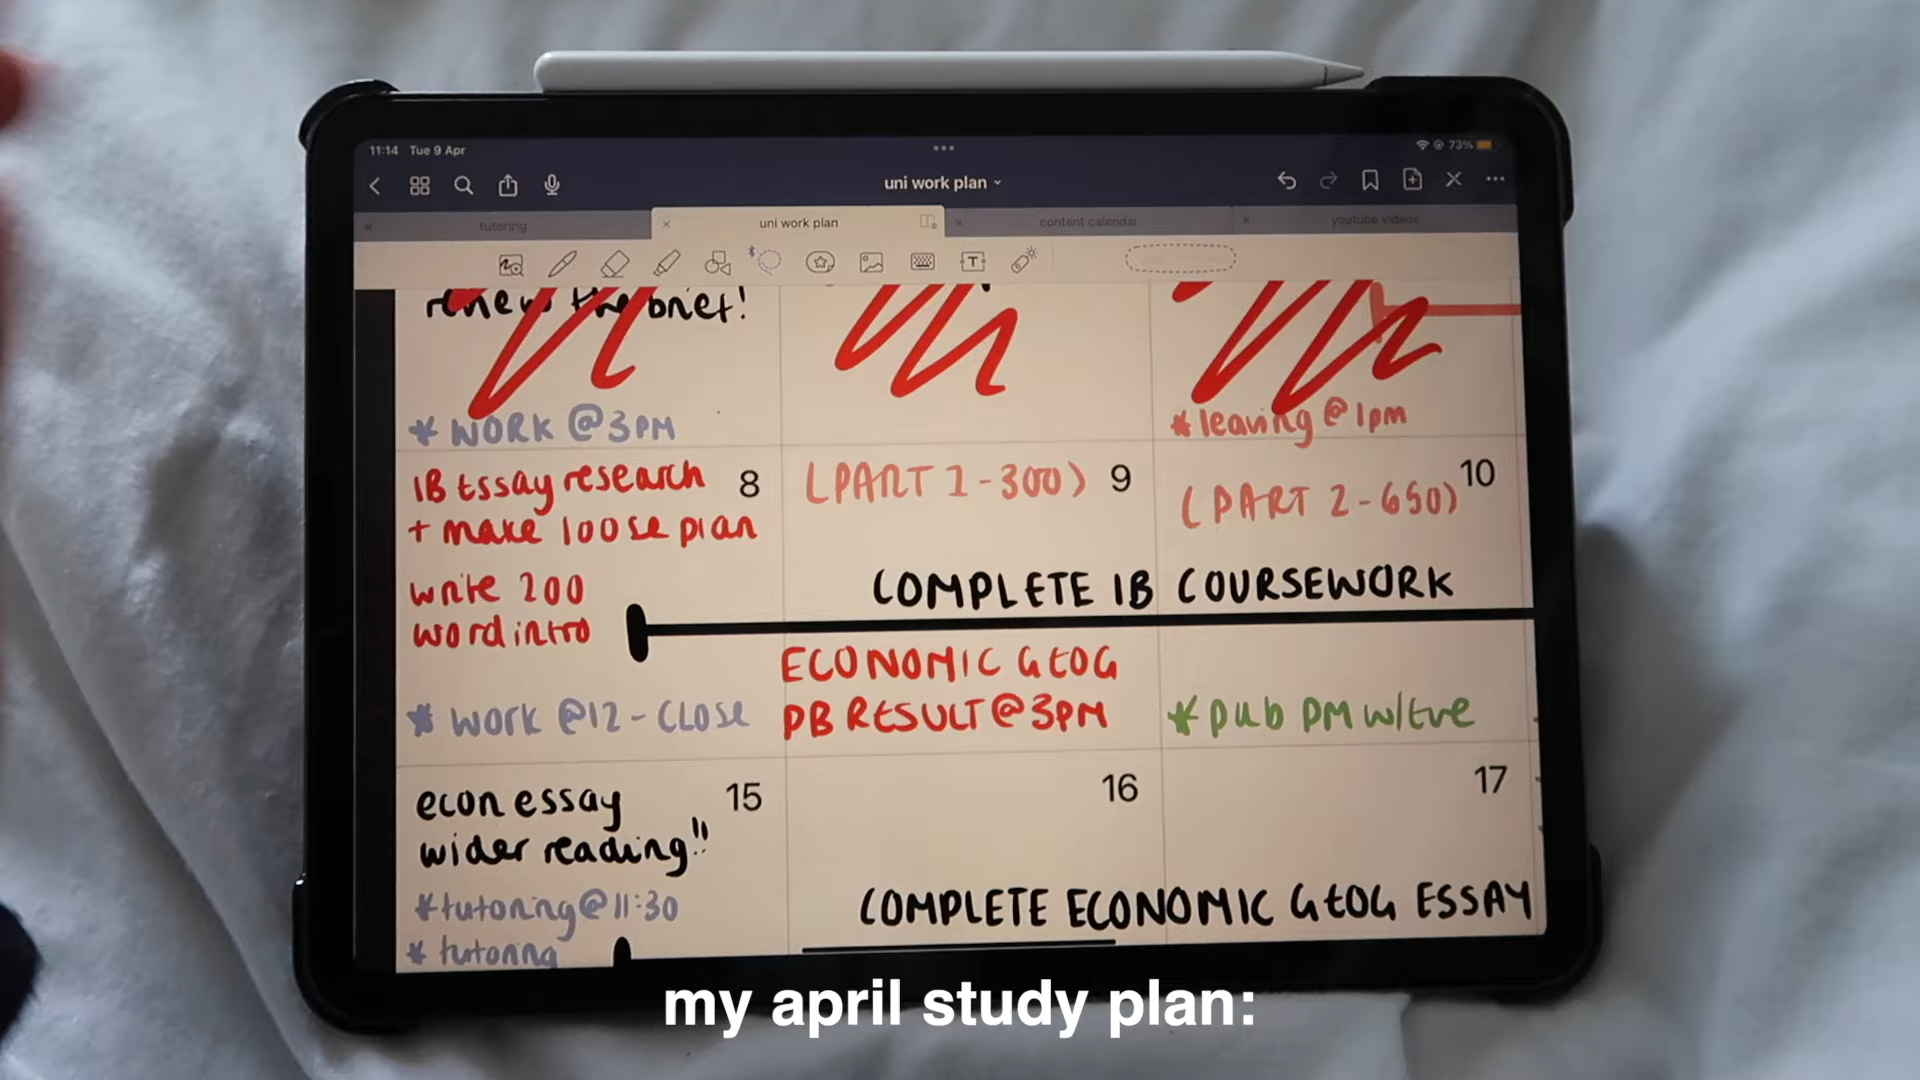 11:14 Tue 9 Apr
73%
uni work plan
tutoring
uni work plan
content calendar
youtube videos
renew the brief!
* WORK @ 3PM
* leaving @ 1pm
IB Essay research
+ make loose plan
8
write 200
word intro
* work @12 - CLOSE
(PART 1 - 300)
9
(PART 2 - 650)
10
COMPLETE IB COURSEWORK
ECONOMIC GEOG
PB RESULT @ 3PM
* pub PM w/Eve
econ essay
wider reading!!
15
* tutoring @ 11:30
* tutoring
16
17
COMPLETE ECONOMIC GEOG ESSAY
my april study plan: